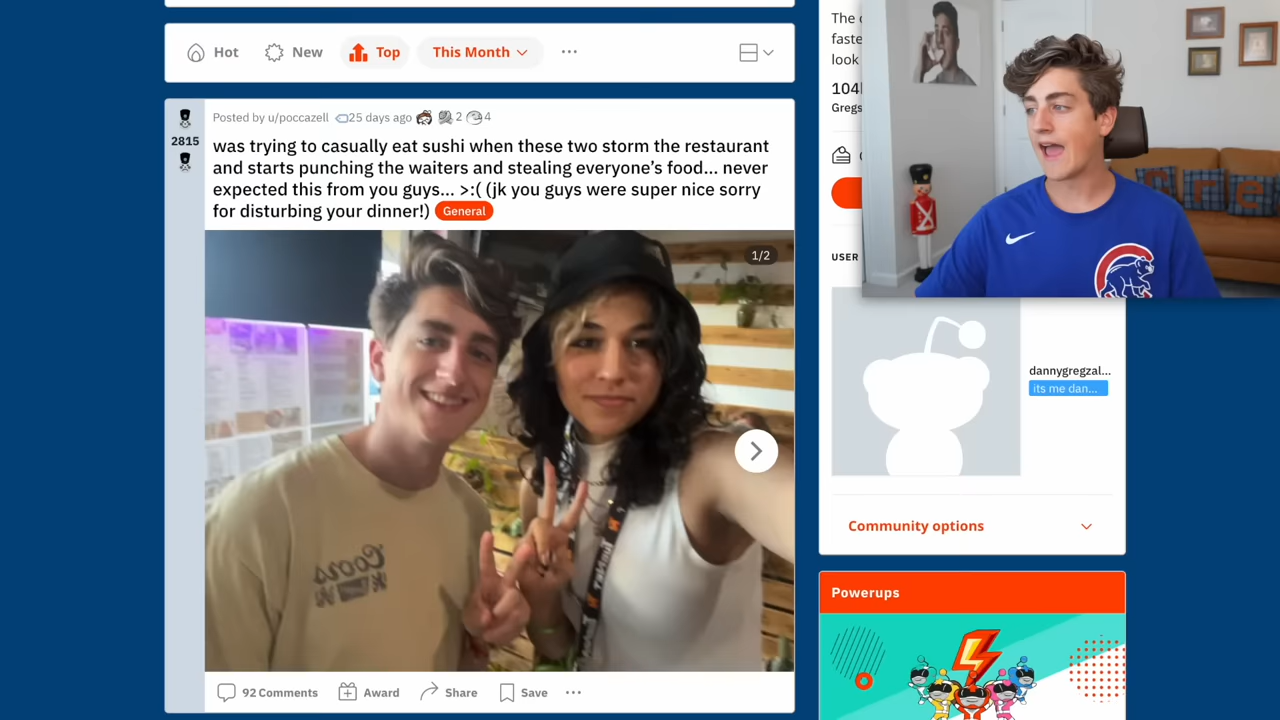 Hot New Top This Month
Posted by u/poccazell 25 days ago 2 4
2815
was trying to casually eat sushi when these two storm the restaurant
and starts punching the waiters and stealing everyone’s food... never
expected this from you guys... >:( (jk you guys were super nice sorry
for disturbing your dinner!) General
1/2
Coors
92 Comments Award Share Save
The
faste
look
104
Gregs
USER
dannygregzal...
its me dan...
Community options
Powerups